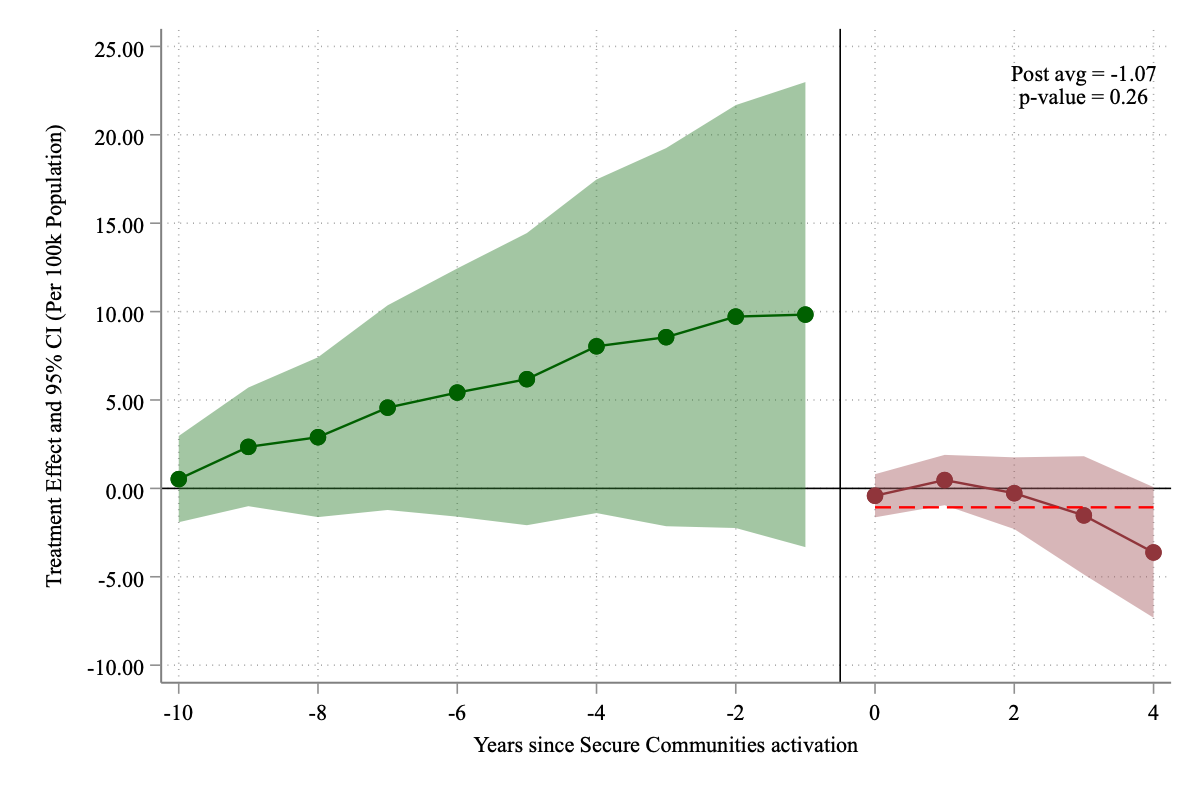 25.00
20.00
15.00
10.00
5.00
0.00
-5.00
-10.00
Treatment Effect and 95% CI (Per 100k Population)
Post avg = -1.07
p-value = 0.26
-10 -8 -6 -4 -2 0 2 4
Years since Secure Communities activation